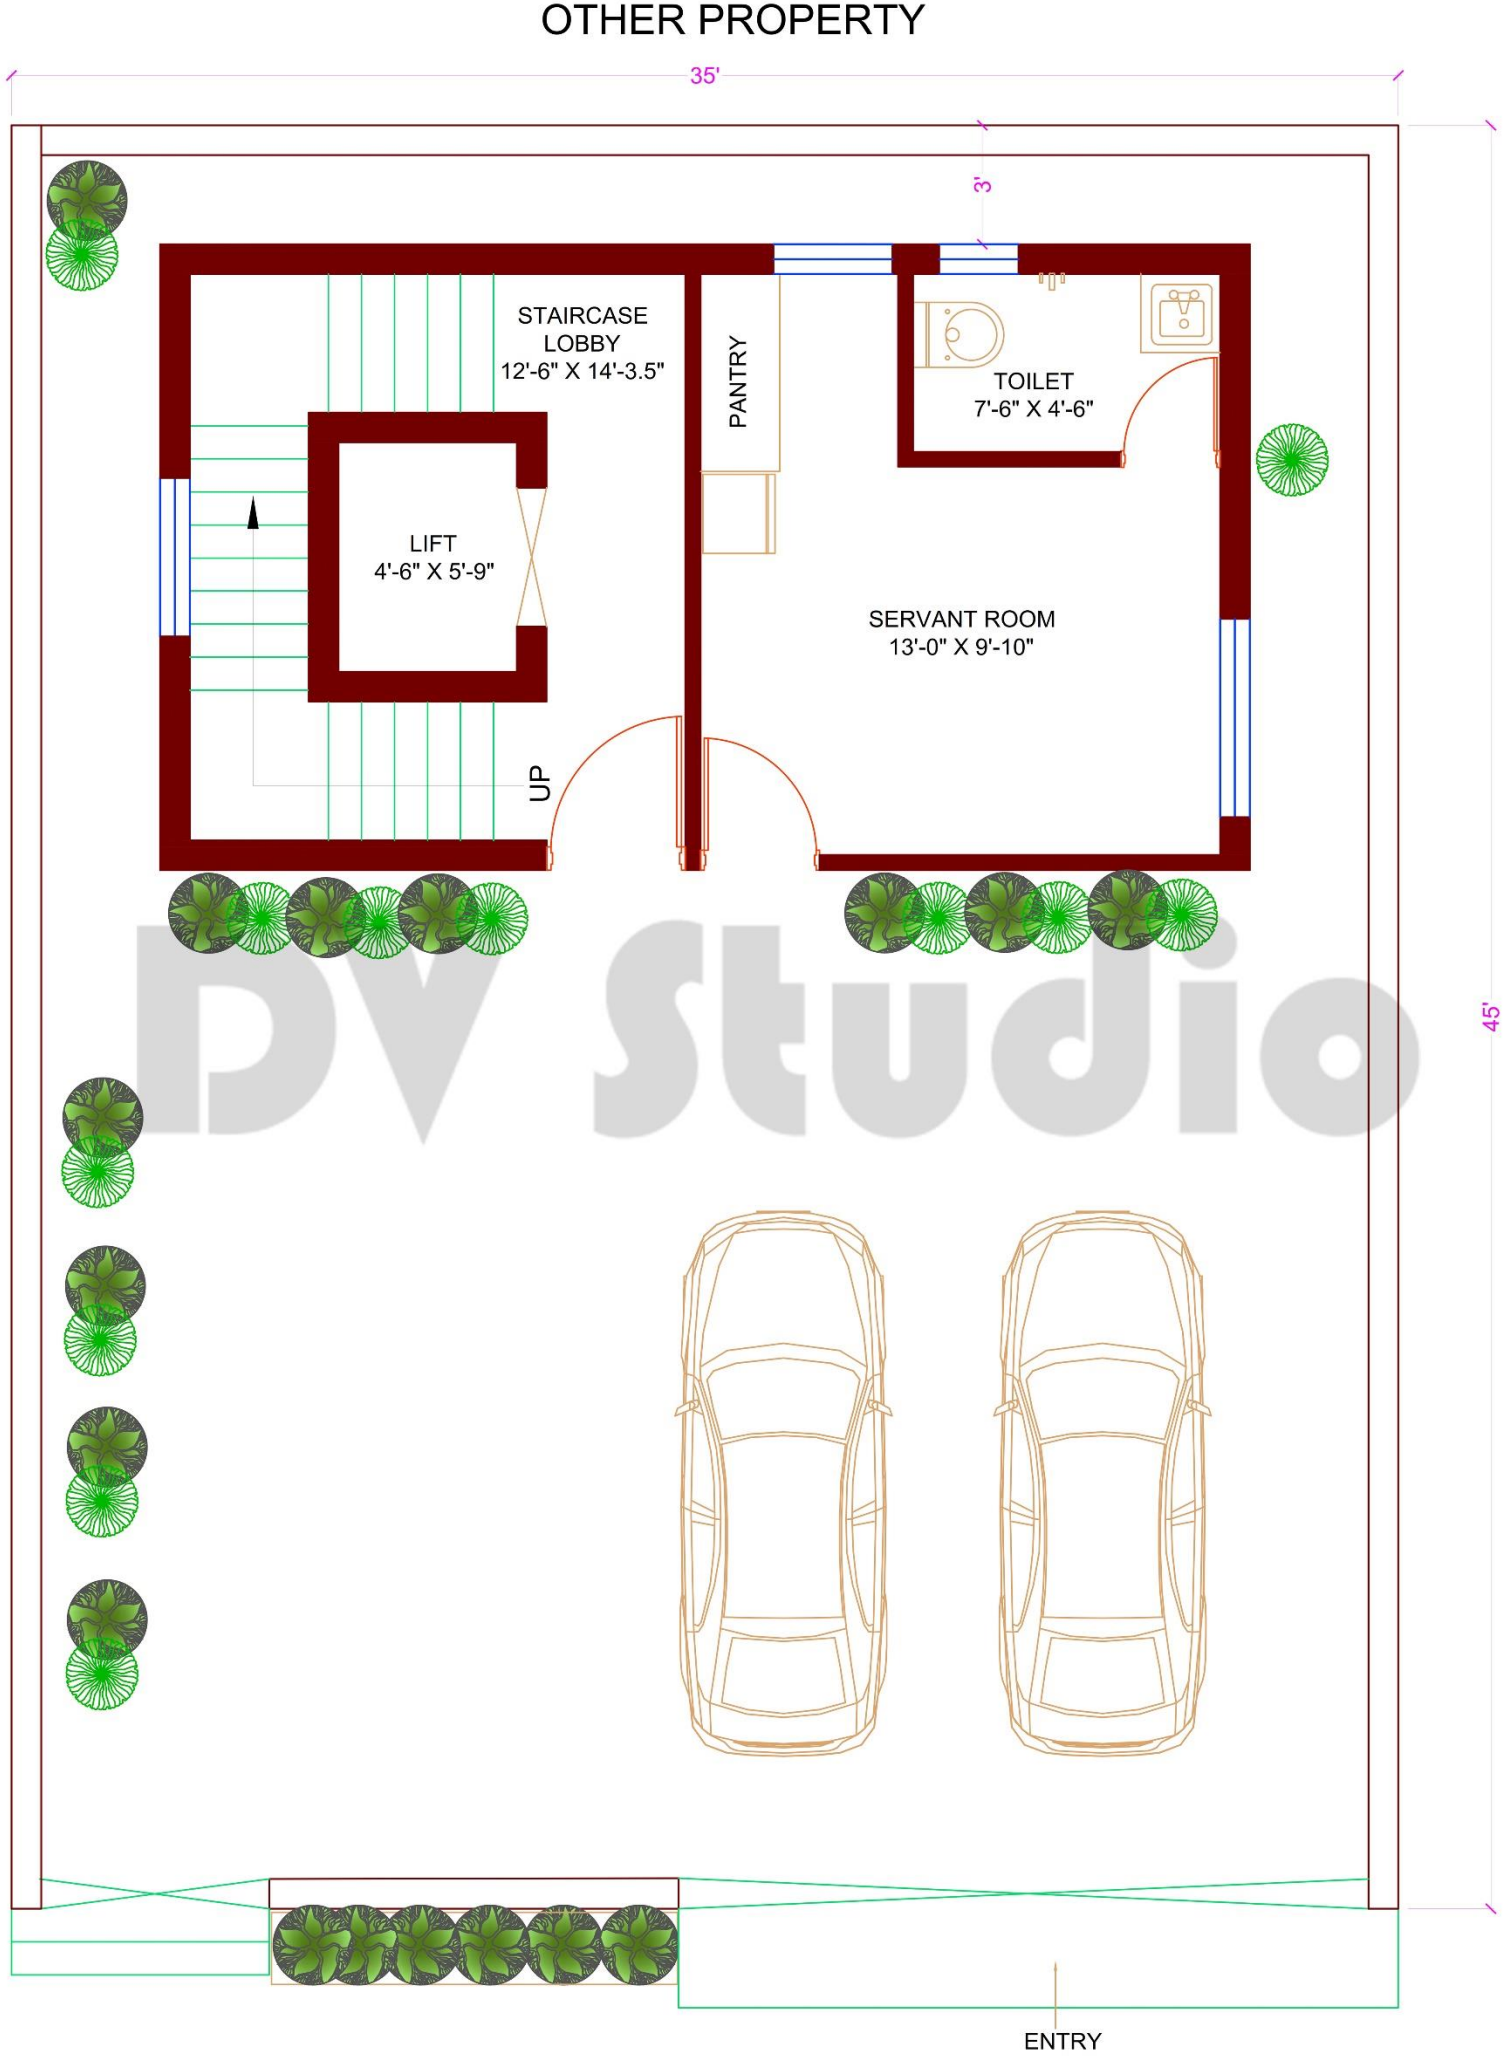 OTHER PROPERTY
35'
3'
STAIRCASE
LOBBY
12'-6" X 14'-3.5"
PANTRY
TOILET
7'-6" X 4'-6"
LIFT
4'-6" X 5'-9"
SERVANT ROOM
13'-0" X 9'-10"
UP
DV Studio
45'
ENTRY